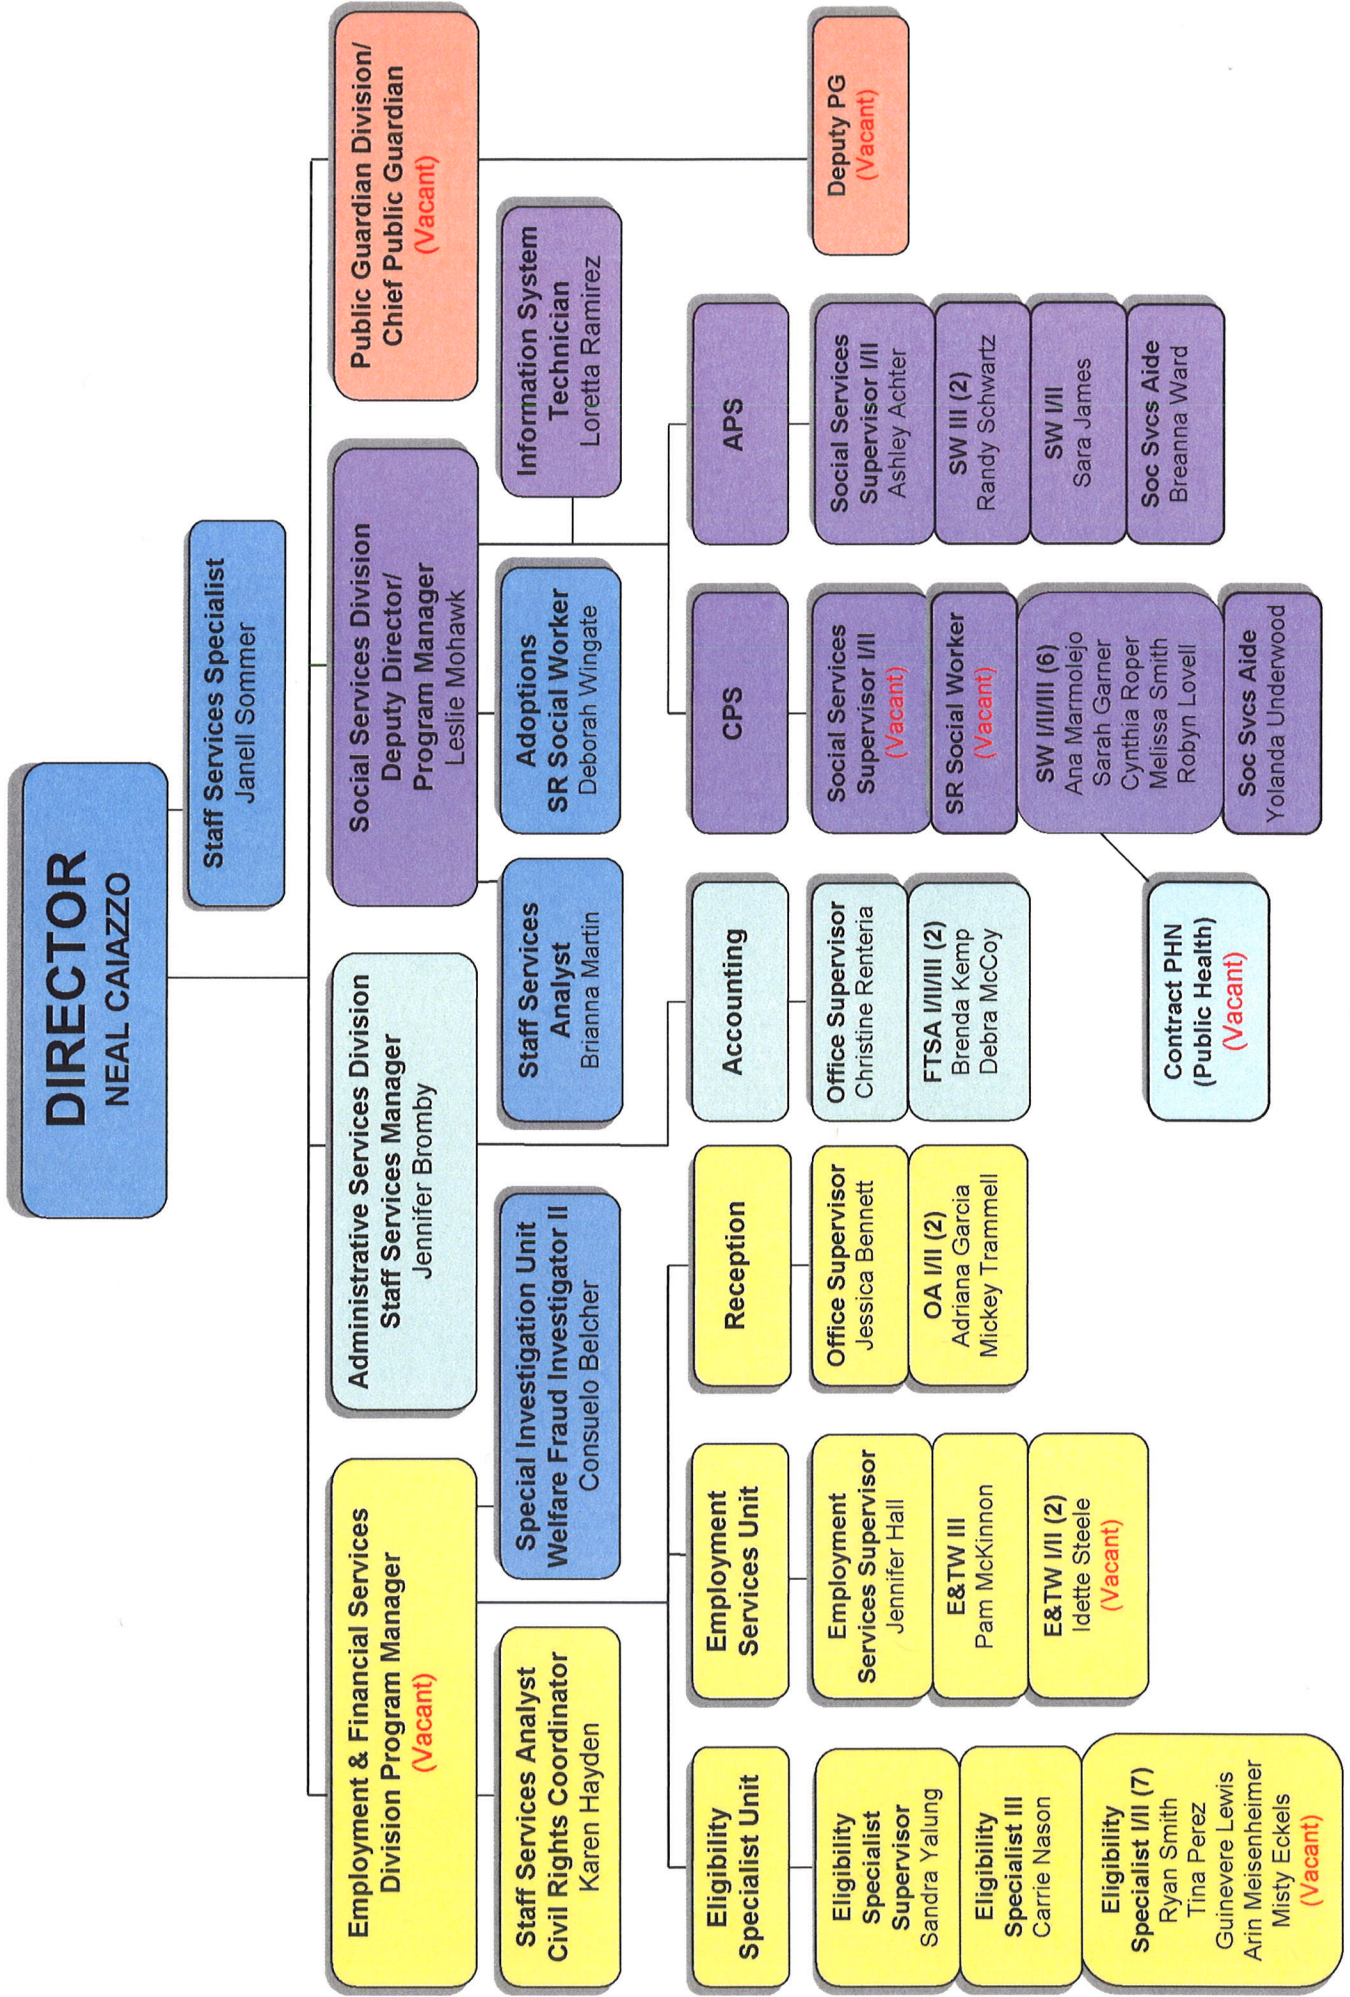 DIRECTOR
NEAL CAIAZZO
Staff Services Specialist
Janell Sommer
Employment & Financial Services
Division Program Manager
(Vacant)
Administrative Services Division
Staff Services Manager
Jennifer Bromby
Social Services Division
Deputy Director/
Program Manager
Leslie Mohawk
Public Guardian Division/
Chief Public Guardian
(Vacant)
Staff Services Analyst
Civil Rights Coordinator
Karen Hayden
Special Investigation Unit
Welfare Fraud Investigator II
Consuelo Belcher
Staff Services
Analyst
Brianna Martin
Adoptions
SR Social Worker
Deborah Wingate
Information System
Technician
Loretta Ramirez
Eligibility
Specialist Unit
Employment
Services Unit
Reception
Accounting
CPS
APS
Eligibility
Specialist
Supervisor
Sandra Yalung
Eligibility
Specialist III
Carrie Nason
Eligibility
Specialist I/II (7)
Ryan Smith
Tina Perez
Guinevere Lewis
Arin Meisenheimer
Misty Eckels
(Vacant)
Employment
Services Supervisor
Jennifer Hall
E&TW III
Pam McKinnon
E&TW I/II (2)
Idette Steele
(Vacant)
Office Supervisor
Jessica Bennett
OA I/II (2)
Adriana Garcia
Mickey Trammell
Office Supervisor
Christine Renteria
FTSA I/II/III (2)
Brenda Kemp
Debra McCoy
Contract PHN
(Public Health)
(Vacant)
Social Services
Supervisor I/II
(Vacant)
SR Social Worker
(Vacant)
SW I/II/III (6)
Ana Marmolejo
Sarah Garner
Cynthia Roper
Melissa Smith
Robyn Lovell
Soc Svcs Aide
Yolanda Underwood
Social Services
Supervisor I/II
Ashley Achter
SW III (2)
Randy Schwartz
SW I/II
Sara James
Soc Svcs Aide
Breanna Ward
Deputy PG
(Vacant)